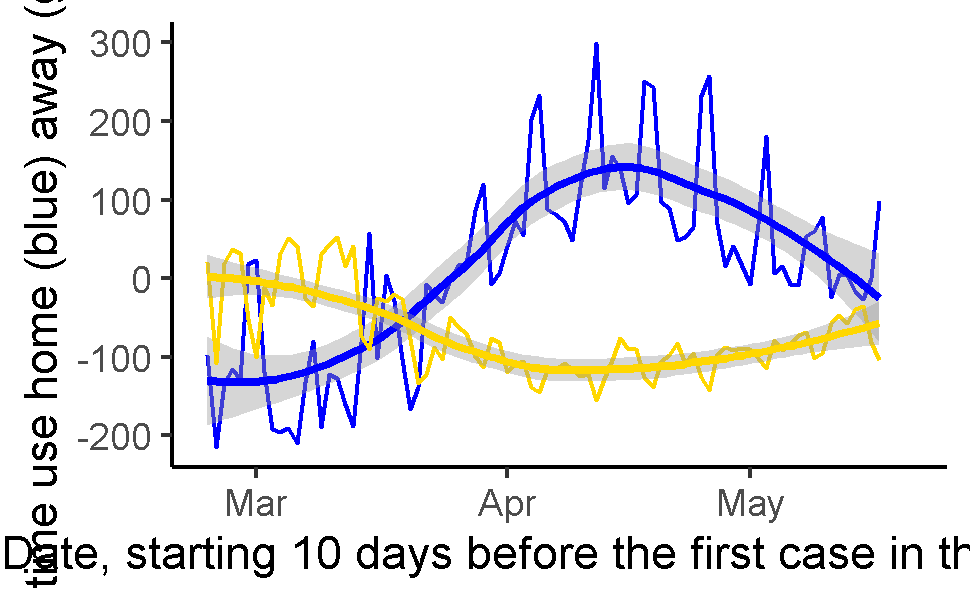 time use home (blue) away (
300
200
100
0
-100
-200
Mar Apr May
Date, starting 10 days before the first case in th